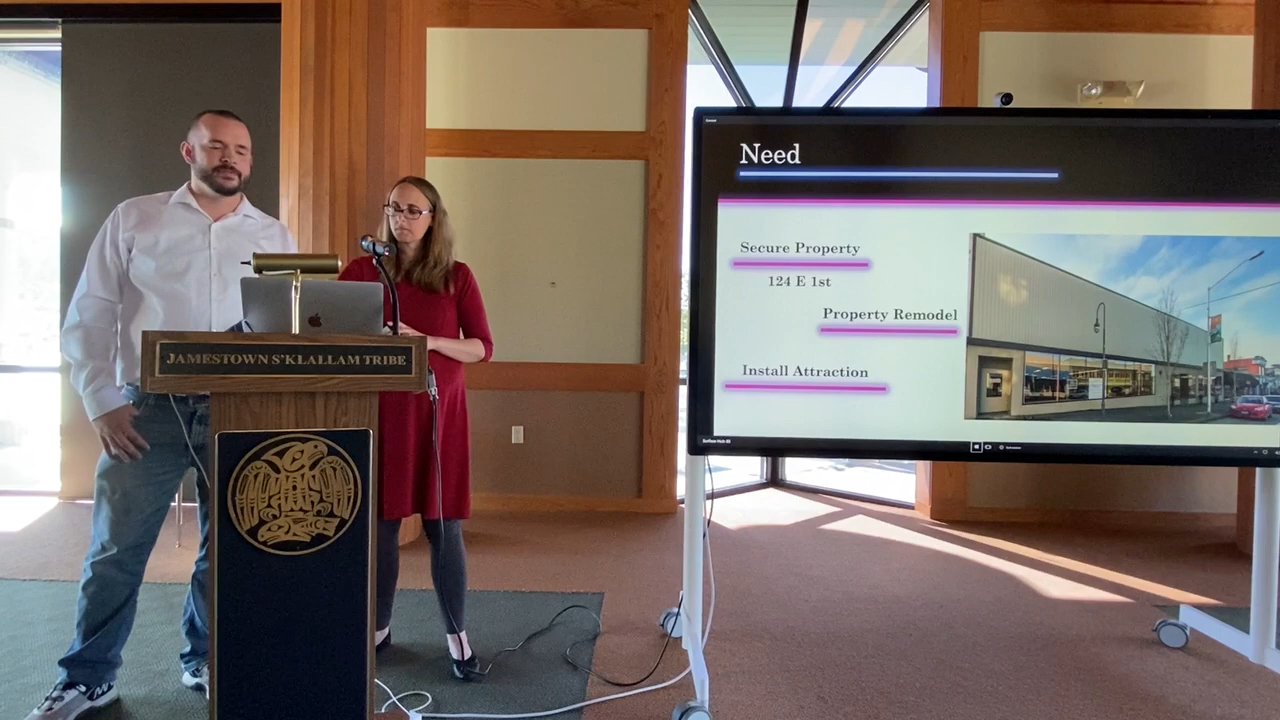 Need
Secure Property
124 E 1st
Property Remodel
Install Attraction
JAMESTOWN S'KLALLAM TRIBE